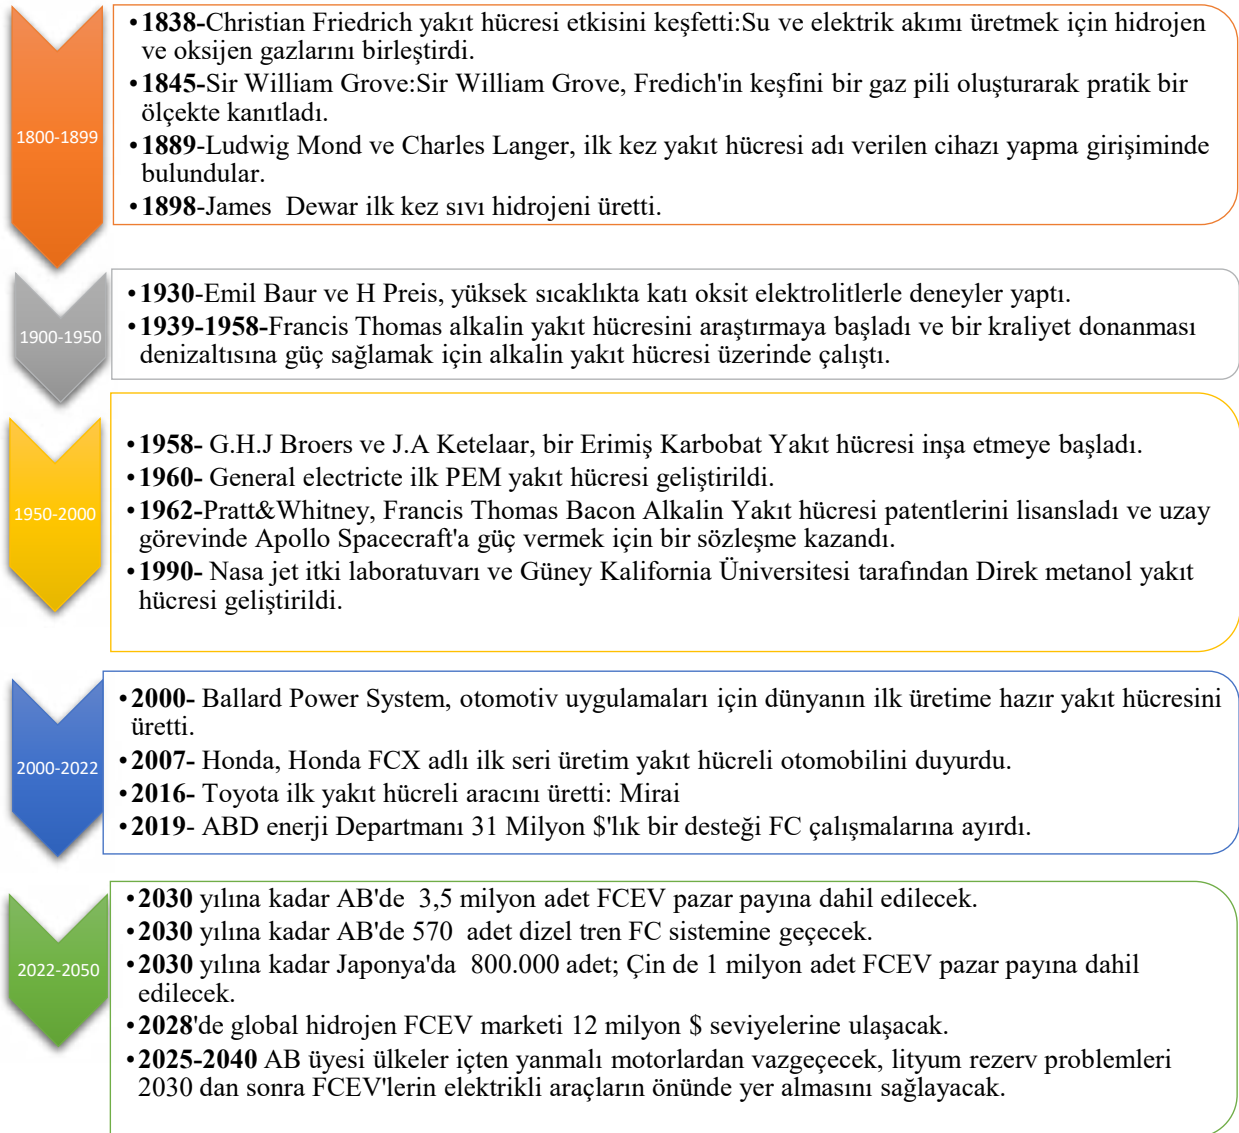 1800-1899
•1838-Christian Friedrich yakıt hücresi etkisini keşfetti:Su ve elektrik akımı üretmek için hidrojen
ve oksijen gazlarını birleştirdi.
•1845-Sir William Grove:Sir William Grove, Fredich'in keşfini bir gaz pili oluşturarak pratik bir
ölçekte kanıtladı.
•1889-Ludwig Mond ve Charles Langer, ilk kez yakıt hücresi adı verilen cihazı yapma girişiminde
bulundular.
•1898-James Dewar ilk kez sıvı hidrojeni üretti.
1900-1950
•1930-Emil Baur ve H Preis, yüksek sıcaklıkta katı oksit elektrolitlerle deneyler yaptı.
•1939-1958-Francis Thomas alkalin yakıt hücresini araştırmaya başladı ve bir kraliyet donanması
denizaltısına güç sağlamak için alkalin yakıt hücresi üzerinde çalıştı.
1950-2000
•1958- G.H.J Broers ve J.A Ketelaar, bir Erimiş Karbobat Yakıt hücresi inşa etmeye başladı.
•1960- General electricte ilk PEM yakıt hücresi geliştirildi.
•1962-Pratt&Whitney, Francis Thomas Bacon Alkalin Yakıt hücresi patentlerini lisansladı ve uzay
görevinde Apollo Spacecraft'a güç vermek için bir sözleşme kazandı.
•1990- Nasa jet itki laboratuvarı ve Güney Kalifornia Üniversitesi tarafından Direk metanol yakıt
hücresi geliştirildi.
2000-2022
•2000- Ballard Power System, otomotiv uygulamaları için dünyanın ilk üretime hazır yakıt hücresini
üretti.
•2007- Honda, Honda FCX adlı ilk seri üretim yakıt hücreli otomobilini duyurdu.
•2016- Toyota ilk yakıt hücreli aracını üretti: Mirai
•2019- ABD enerji Departmanı 31 Milyon $'lık bir desteği FC çalışmalarına ayırdı.
2022-2050
•2030 yılına kadar AB'de 3,5 milyon adet FCEV pazar payına dahil edilecek.
•2030 yılına kadar AB'de 570 adet dizel tren FC sistemine geçecek.
•2030 yılına kadar Japonya'da 800.000 adet; Çin de 1 milyon adet FCEV pazar payına dahil
edilecek.
•2028'de global hidrojen FCEV marketi 12 milyon $ seviyelerine ulaşacak.
•2025-2040 AB üyesi ülkeler içten yanmalı motorlardan vazgeçecek, lityum rezerv problemleri
2030 dan sonra FCEV'lerin elektrikli araçların önünde yer almasını sağlayacak.